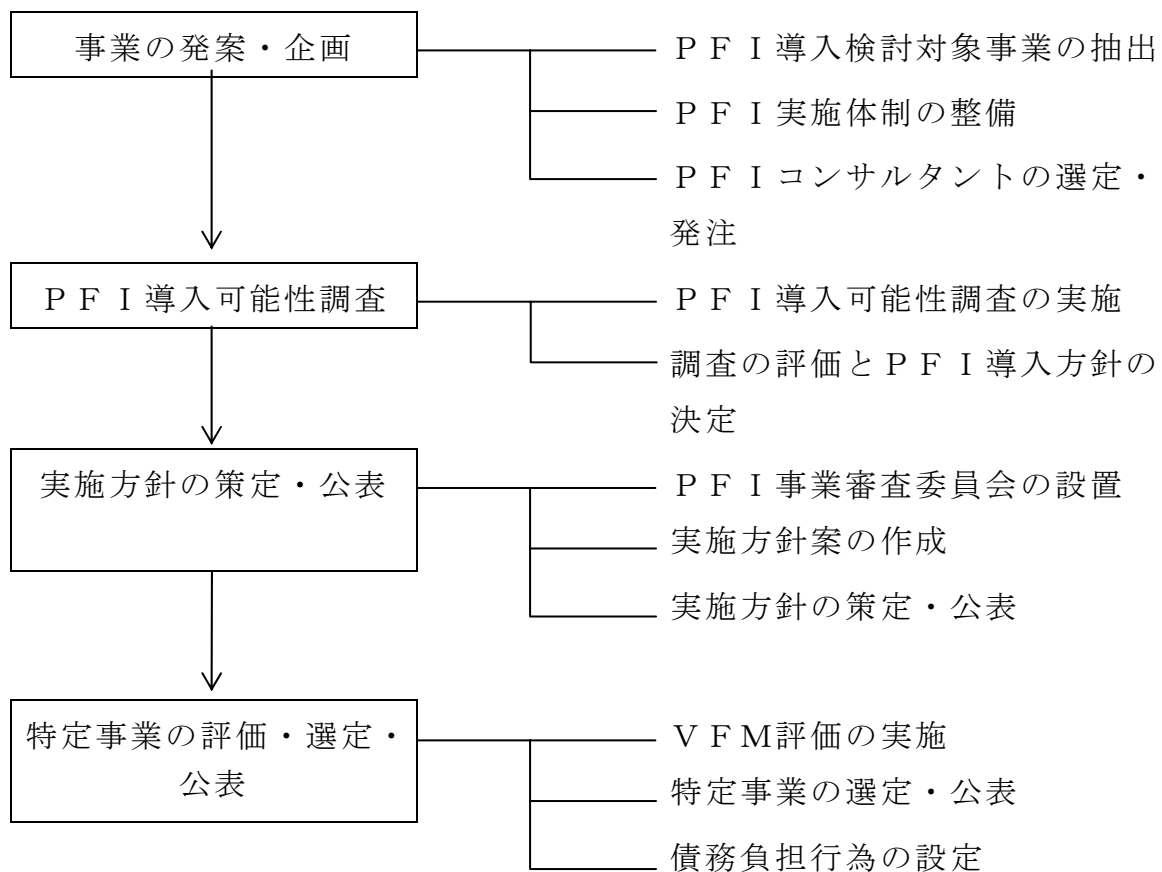 事業の発案・企画
ＰＦＩ導入検討対象事業の抽出
ＰＦＩ実施体制の整備
ＰＦＩコンサルタントの選定・
発注
ＰＦＩ導入可能性調査
ＰＦＩ導入可能性調査の実施
調査の評価とＰＦＩ導入方針の
決定
実施方針の策定・公表
ＰＦＩ事業審査委員会の設置
実施方針案の作成
実施方針の策定・公表
特定事業の評価・選定・
公表
ＶＦＭ評価の実施
特定事業の選定・公表
債務負担行為の設定